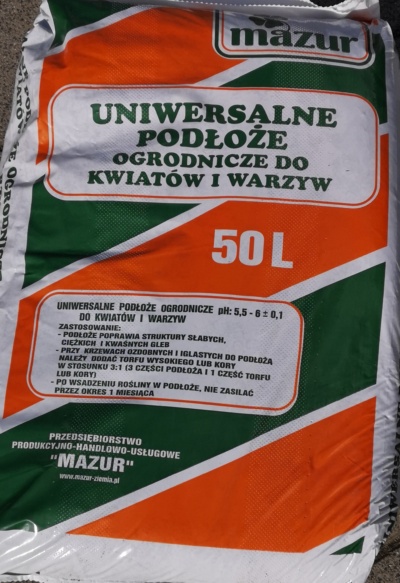 mazur
UNIWERSALNE
PODŁOŻE
OGRODNICZE DO
KWIATÓW I WARZYW
50 L
UNIWERSALNE PODŁOŻE OGRODNICZE pH: 5,5 - 6 ± 0,1
DO KWIATÓW I WARZYW
ZASTOSOWANIE:
- PODŁOŻE POPRAWIA STRUKTURY SŁABYCH,
CIĘŻKICH I KWAŚNYCH GLEB
- PRZY KRZEWACH OZDOBNYCH I IGLASTYCH DO PODŁOŻA
NALEŻY DODAĆ TORFU WYSOKIEGO LUB KORY
W STOSUNKU 3:1 (3 CZĘŚCI PODŁOŻA I 1 CZĘŚĆ TORFU
LUB KORY)
- PO WSADZENIU ROŚLINY W PODŁOŻE, NIE ZASILAĆ
PRZEZ OKRES 1 MIESIĄCA
PRZEDSIĘBIORSTWO
PRODUKCYJNO-HANDLOWO-USŁUGOWE
"MAZUR"
www.mazur-ziemia.pl